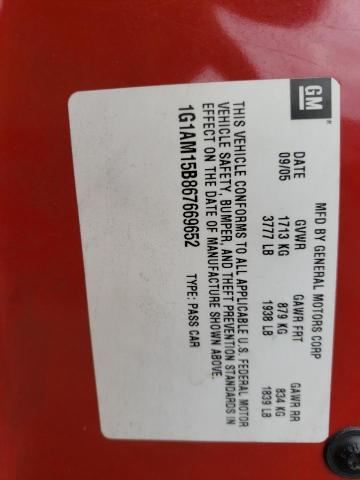 GM
MFD BY GENERAL MOTORS CORP
DATE GVWR GAWR FRT GAWR RR
09/05 1713 KG 879 KG 834 KG
3777 LB 1938 LB 1839 LB
THIS VEHICLE CONFORMS TO ALL APPLICABLE U.S. FEDERAL MOTOR
VEHICLE SAFETY, BUMPER, AND THEFT PREVENTION STANDARDS IN
EFFECT ON THE DATE OF MANUFACTURE SHOWN ABOVE.
1G1AM15B867669652 TYPE: PASS CAR